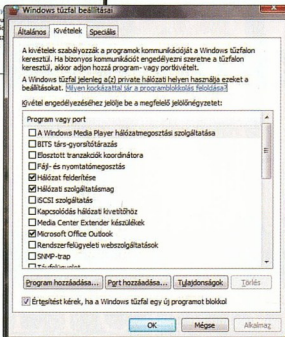 Windows tűzfal beállításai
Általános
Kivételek
Speciális
A kivételek szabályozzák a programok kommunikációját a Windows tűzfalon
keresztül. Ha bizonyos kommunikációt engedélyezni szeretne a tűzfalon
keresztül, akkor adjon hozzá program- vagy portkivételt.
A Windows tűzfal jelenleg a(z) private hálózati helyen használja ezeket a
beállításokat. Milyen kockázattal jár a programblokkolás feloldása?
Kivétel engedélyezéséhez jelölje be a megfelelő jelölőnégyzetet:
Program vagy port
A Windows Media Player hálózatmegosztási szolgáltatása
BITS társ-gyorsítótárazás
Elosztott tranzakciók koordinátora
Fájl- és nyomtatómegosztás
Hálózat felderítése
Hálózati szolgáltatásmag
iSCSI szolgáltatás
Kapcsolódás hálózati kivetítőhöz
Media Center Extender készülékek
Microsoft Office Outlook
Rendszerfelügyeleti webszolgáltatások
SNMP-trap
Program hozzáadása...
Port hozzáadása...
Tulajdonságok
Törlés
Értesítést kérek, ha a Windows tűzfal egy új programot blokkol
OK
Mégse
Alkalmaz